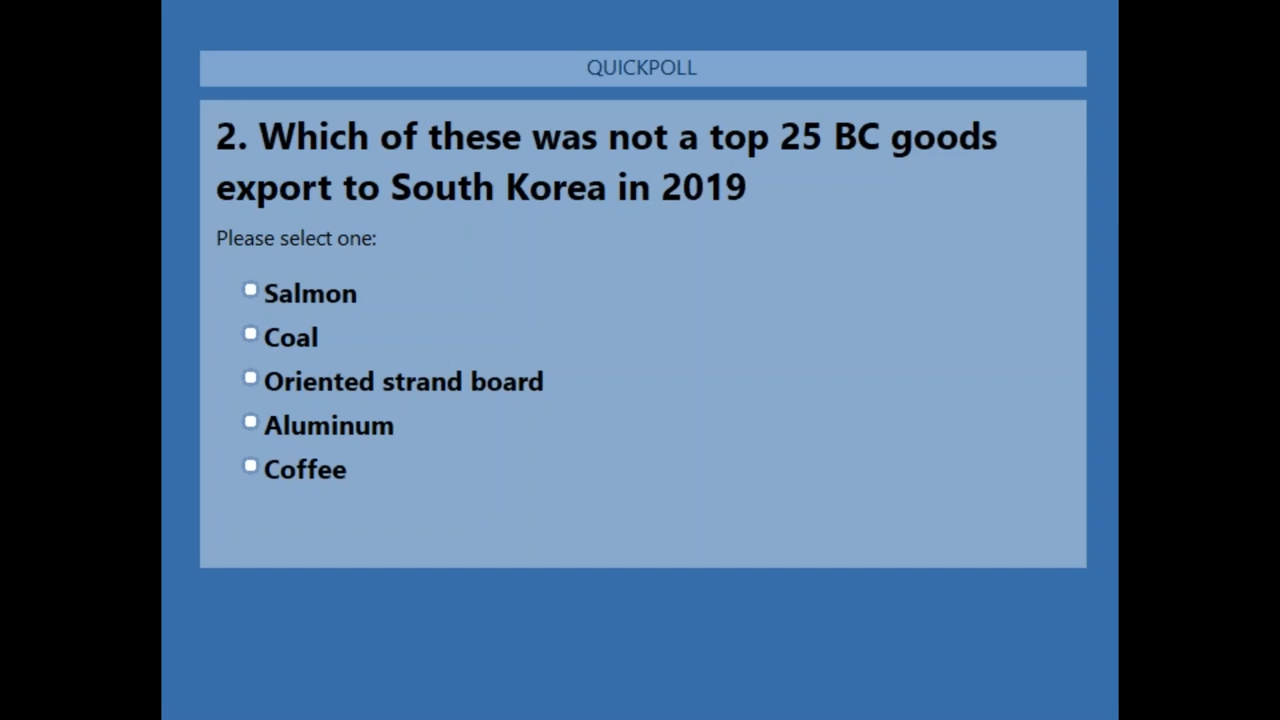 QUICKPOLL
2. Which of these was not a top 25 BC goods
export to South Korea in 2019
Please select one:
Salmon
Coal
Oriented strand board
Aluminum
Coffee